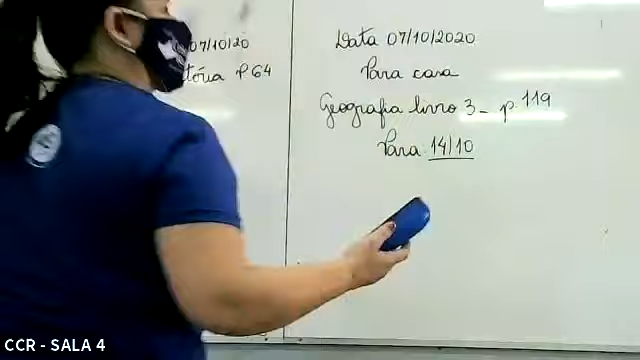 07/10/20
tória P 64
Data 07/10/2020
Para casa
Geografia livro 3 - p. 119
Para 14/10
CCR - SALA 4